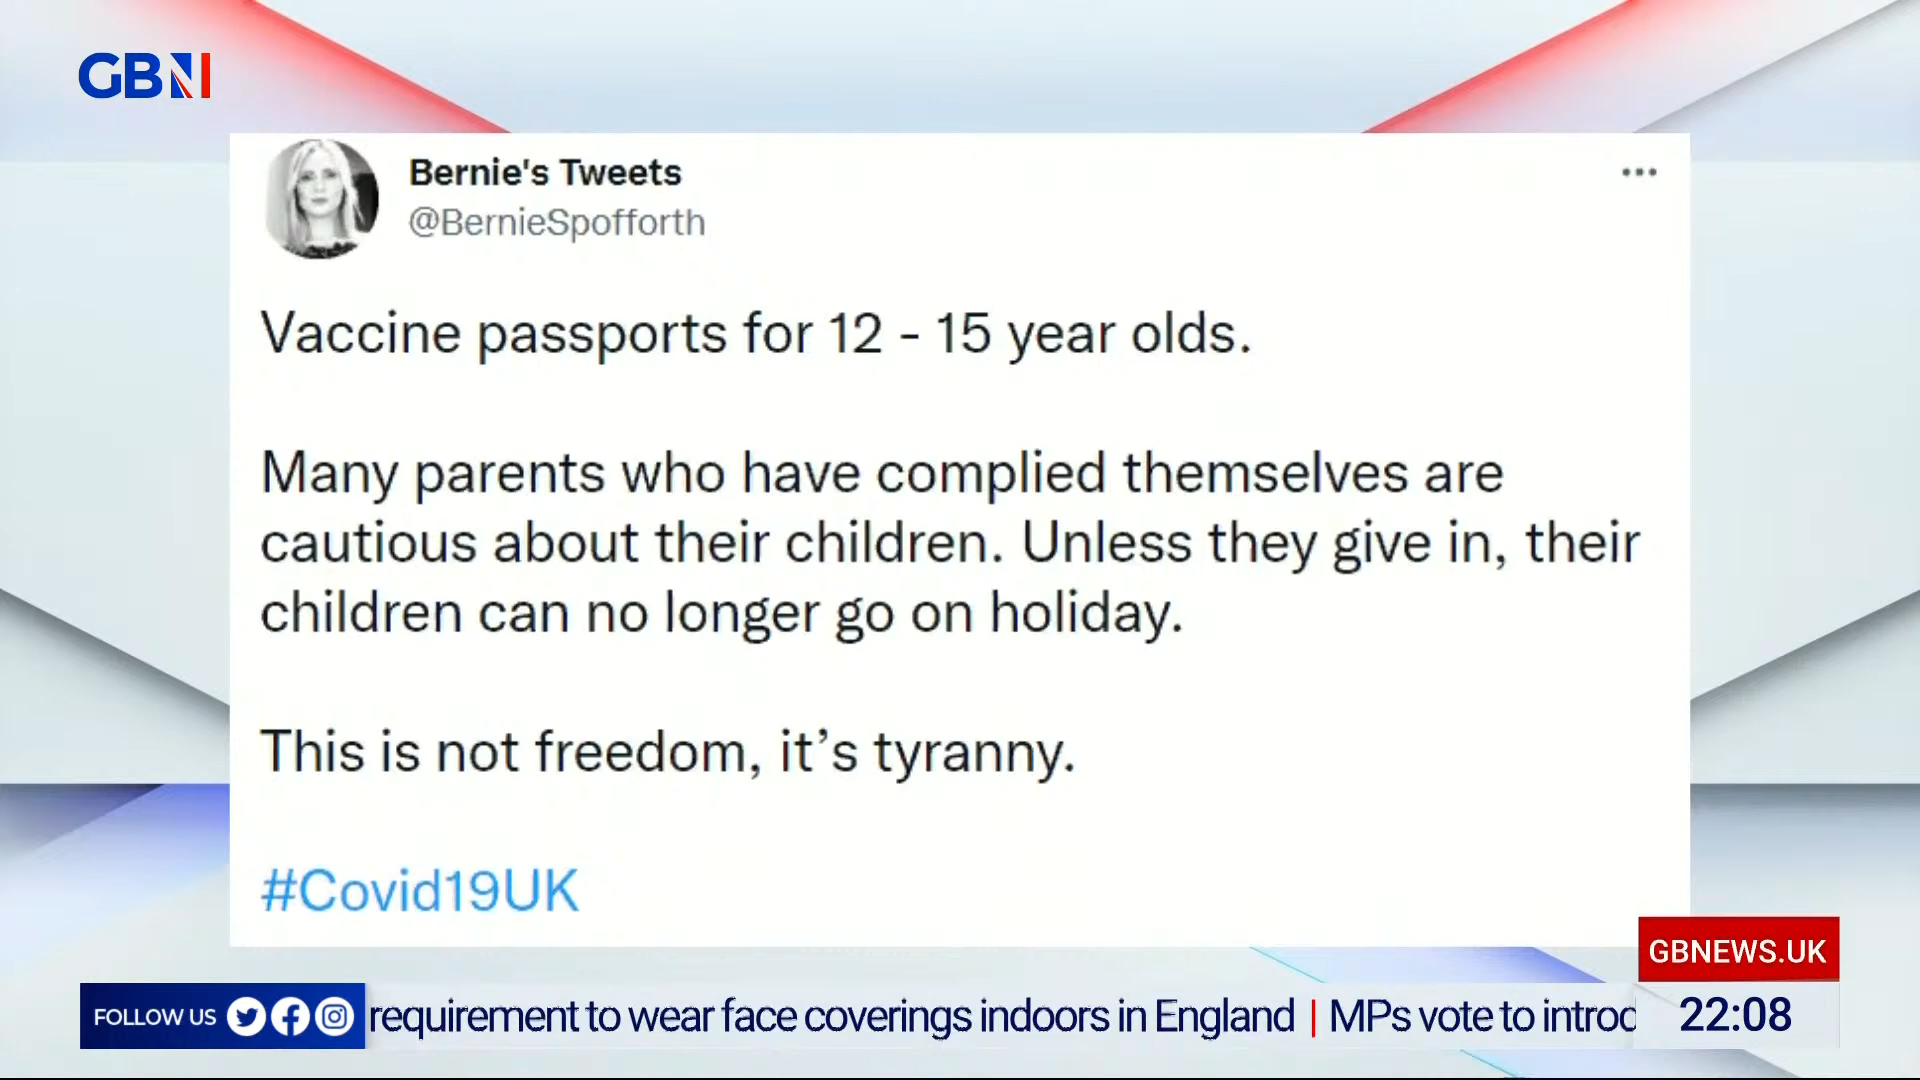 GBN
Bernie's Tweets
@BernieSpofforth
Vaccine passports for 12 - 15 year olds.
Many parents who have complied themselves are
cautious about their children. Unless they give in, their
children can no longer go on holiday.
This is not freedom, it’s tyranny.
#Covid19UK
GBNEWS.UK
FOLLOW US
requirement to wear face coverings indoors in England | MPs vote to introd
22:08